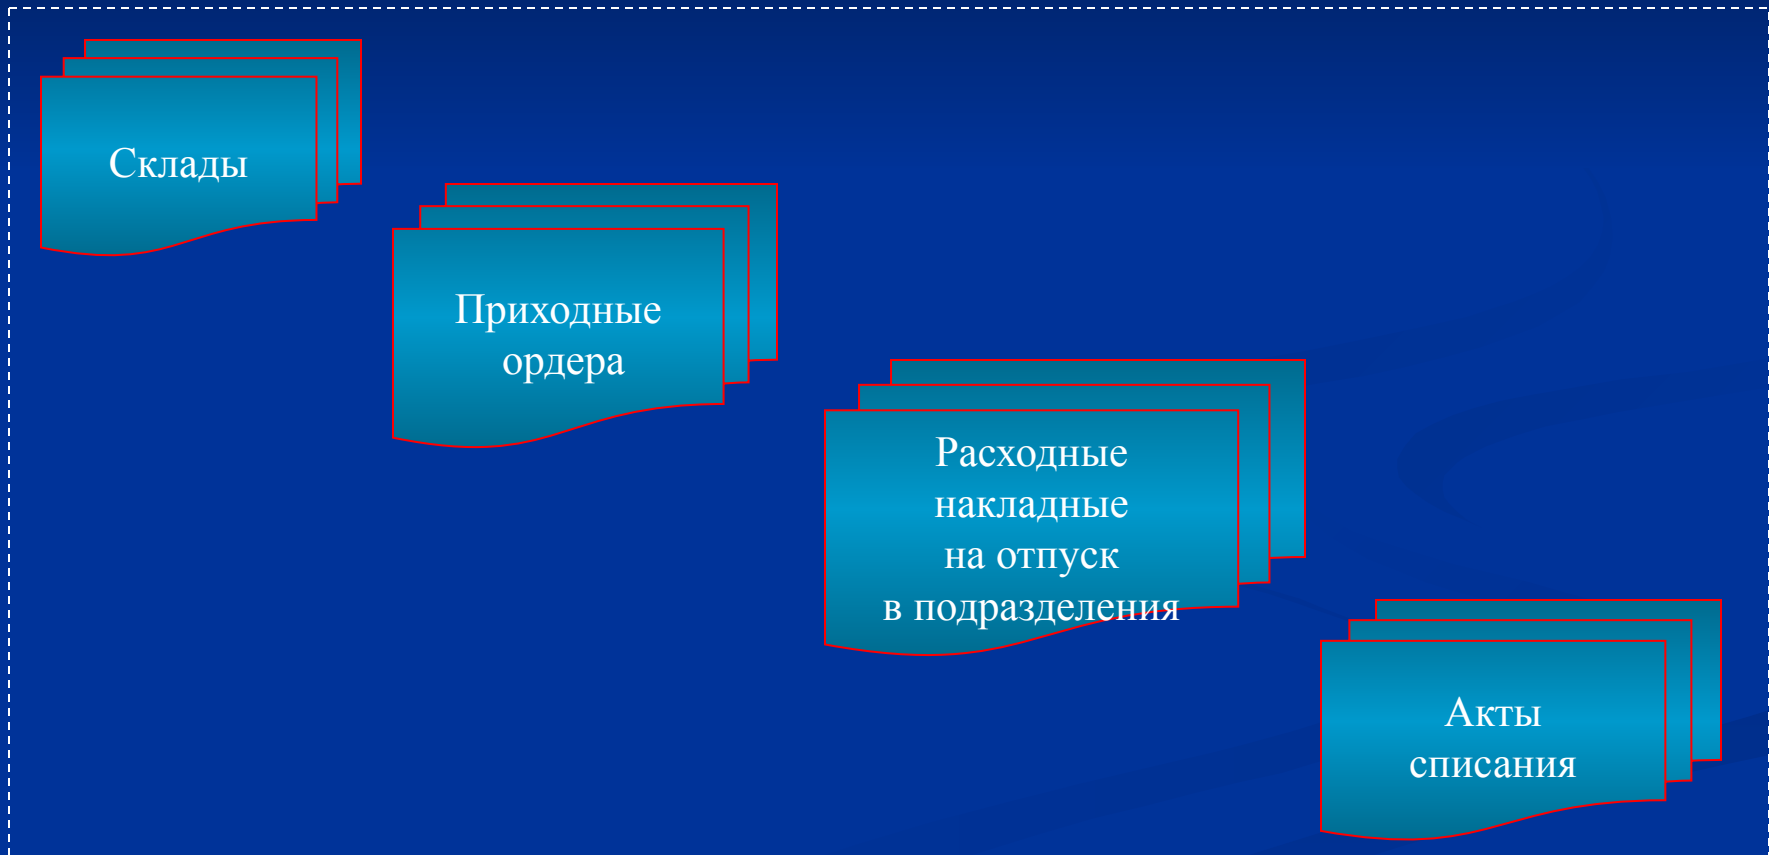 Склады
Приходные
ордера
Расходные
накладные
на отпуск
в подразделения
Акты
списания